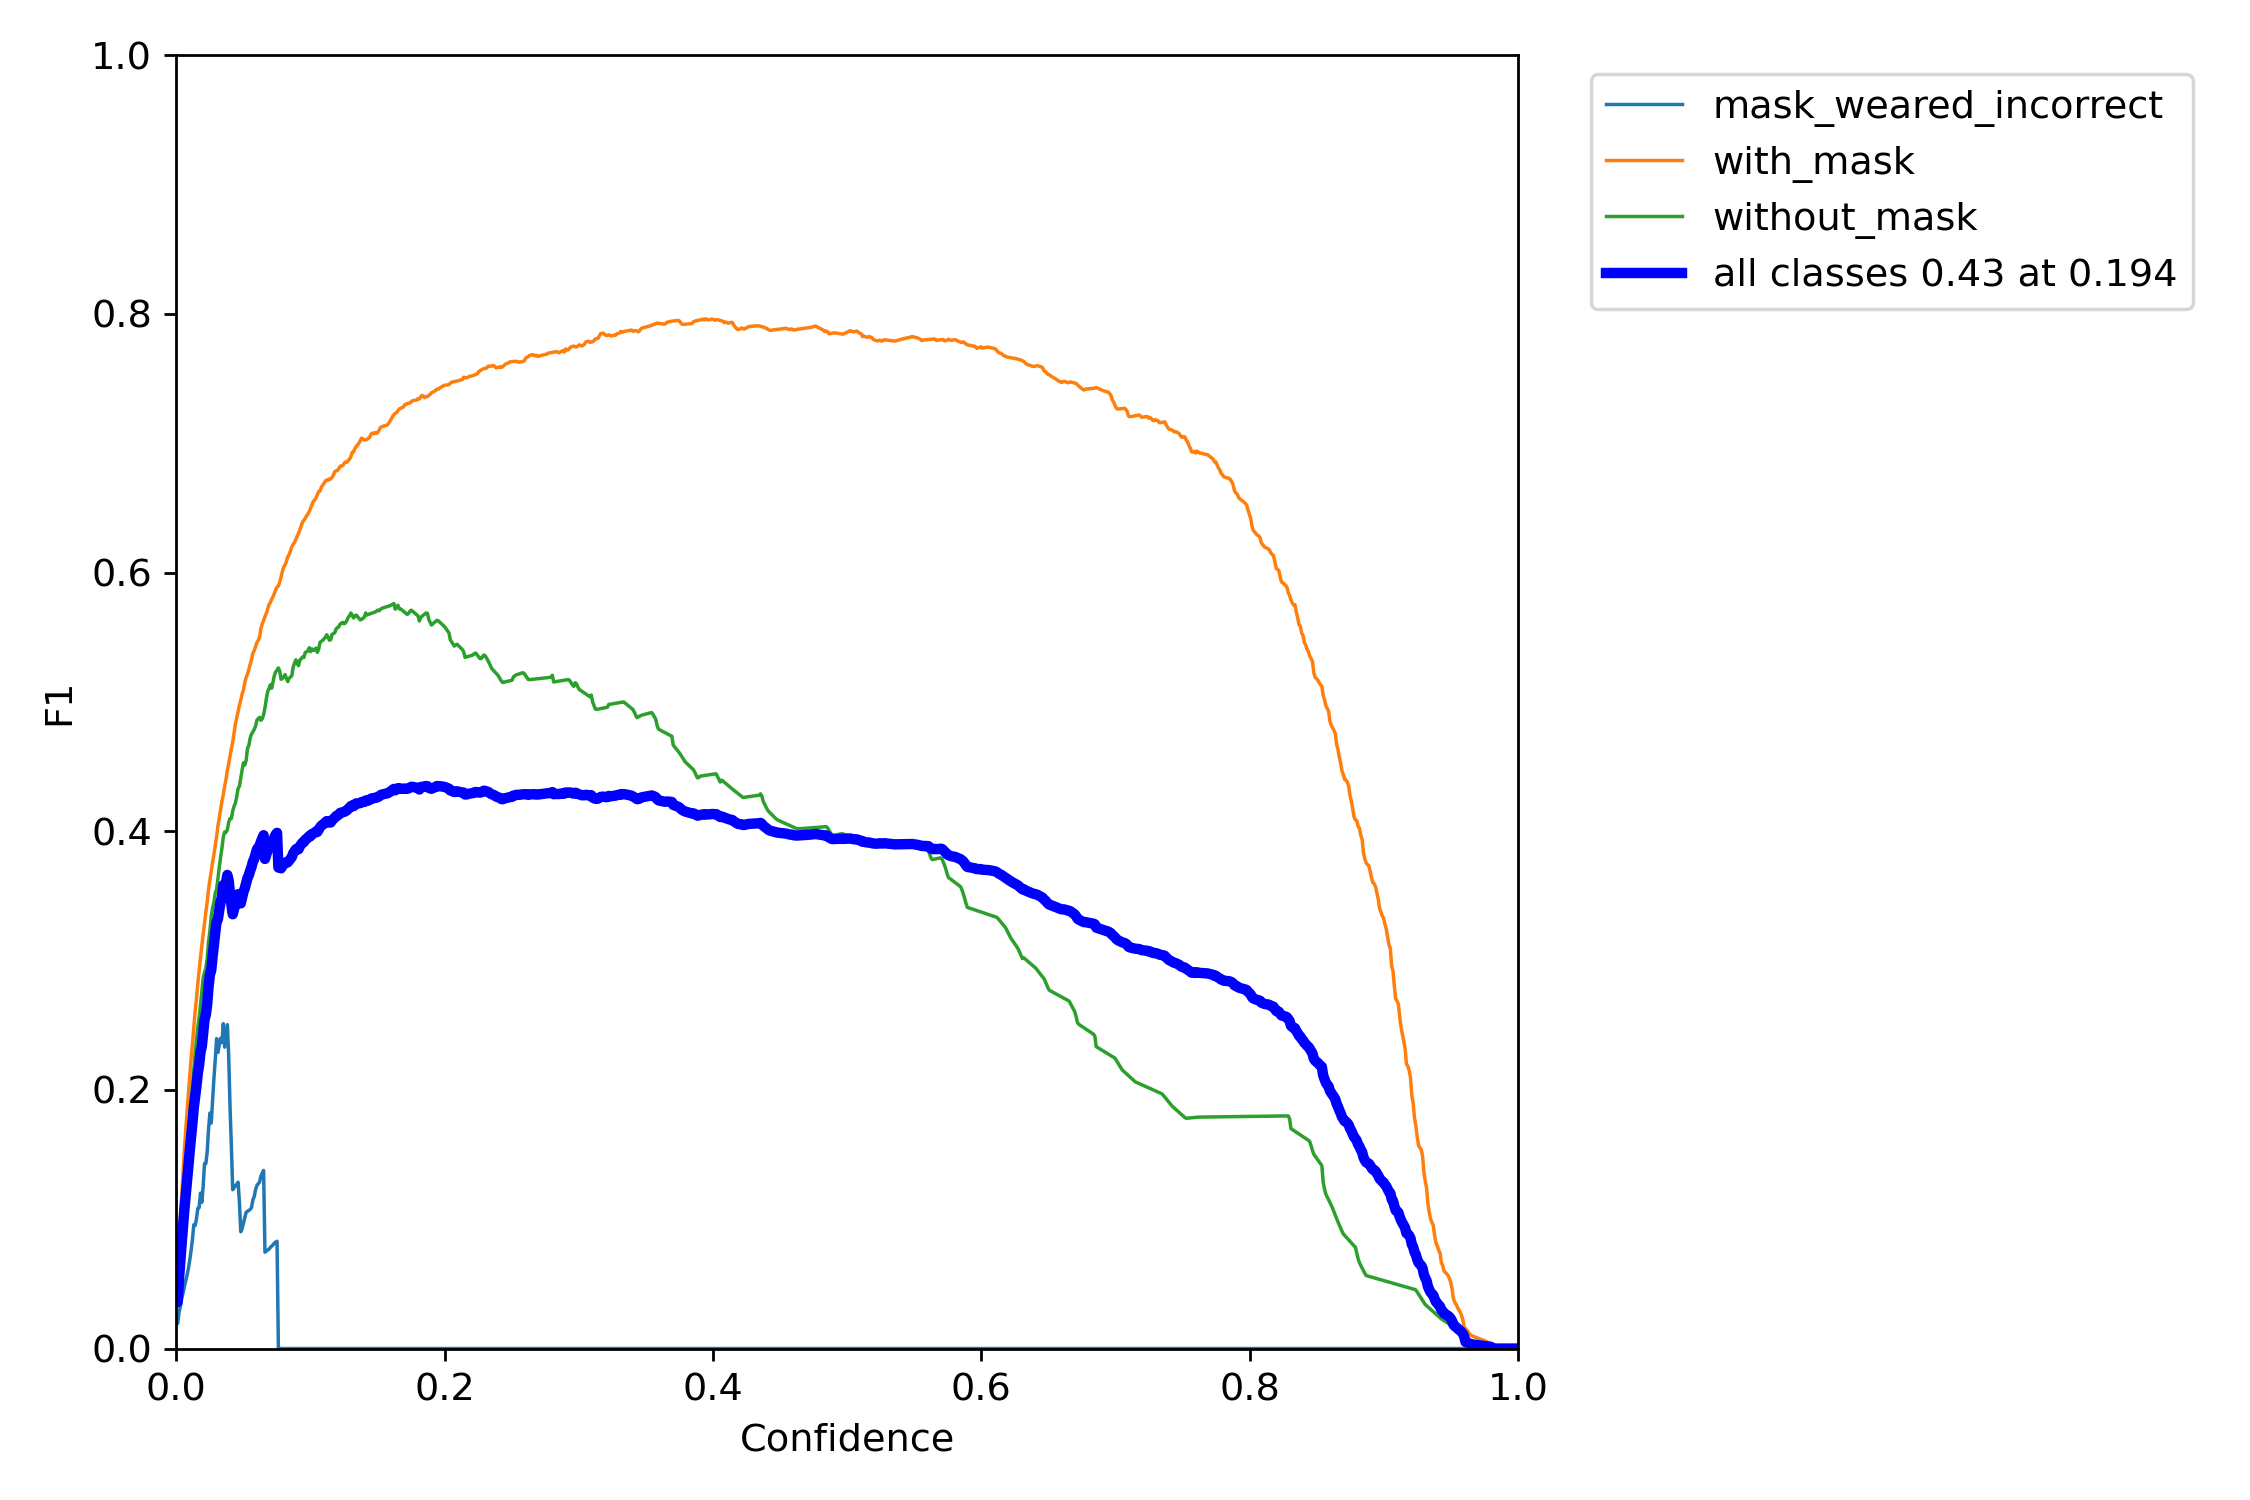 1.0
0.8
0.6
0.4
0.2
0.0
F1
0.0 0.2 0.4 0.6 0.8 1.0
Confidence
mask_weared_incorrect
with_mask
without_mask
all classes 0.43 at 0.194